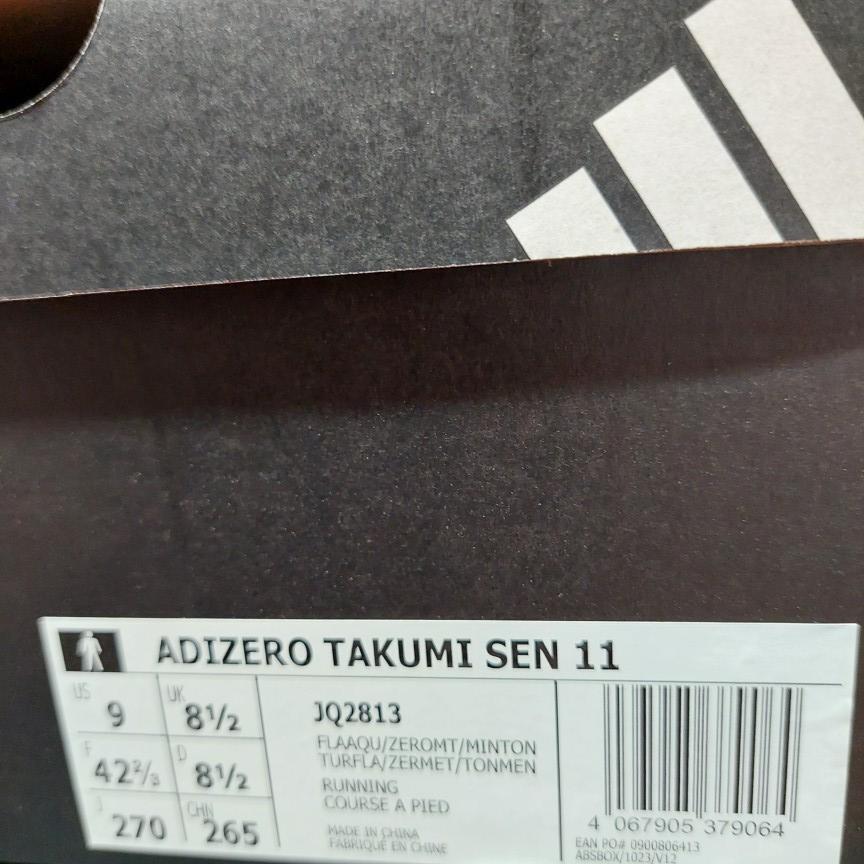 ADIZERO TAKUMI SEN 11
US 9 UK 8½
F 42⅔ D 8½
J 270 CHN 265
JQ2813
FLAAQU/ZEROMT/MINTON
TURFLA/ZERMET/TONMEN
RUNNING
COURSE A PIED
MADE IN CHINA
FABRIQUÉ EN CHINE
4 067905 379064
EAN PO# 0900806413
ABSBOX/1023/V12